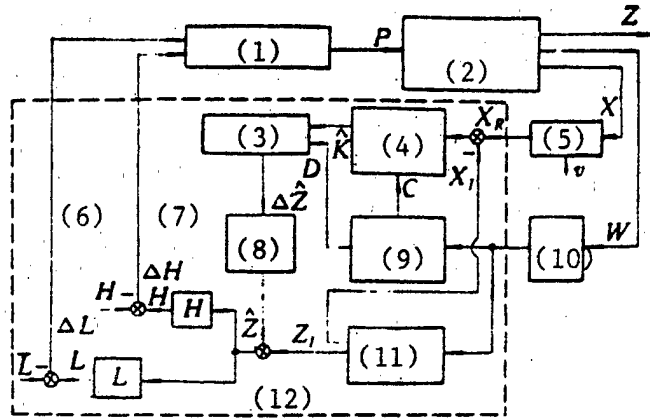 Z
(1)
P
(2)
X
X_R
(3)
K̂
(4)
(5)
D
X_I
C
v
ΔẐ
(6)
(7)
(8)
(9)
(10)
W
ΔH
H
H
H
ΔL
Ẑ
Z_I
(11)
L
L
L
(12)